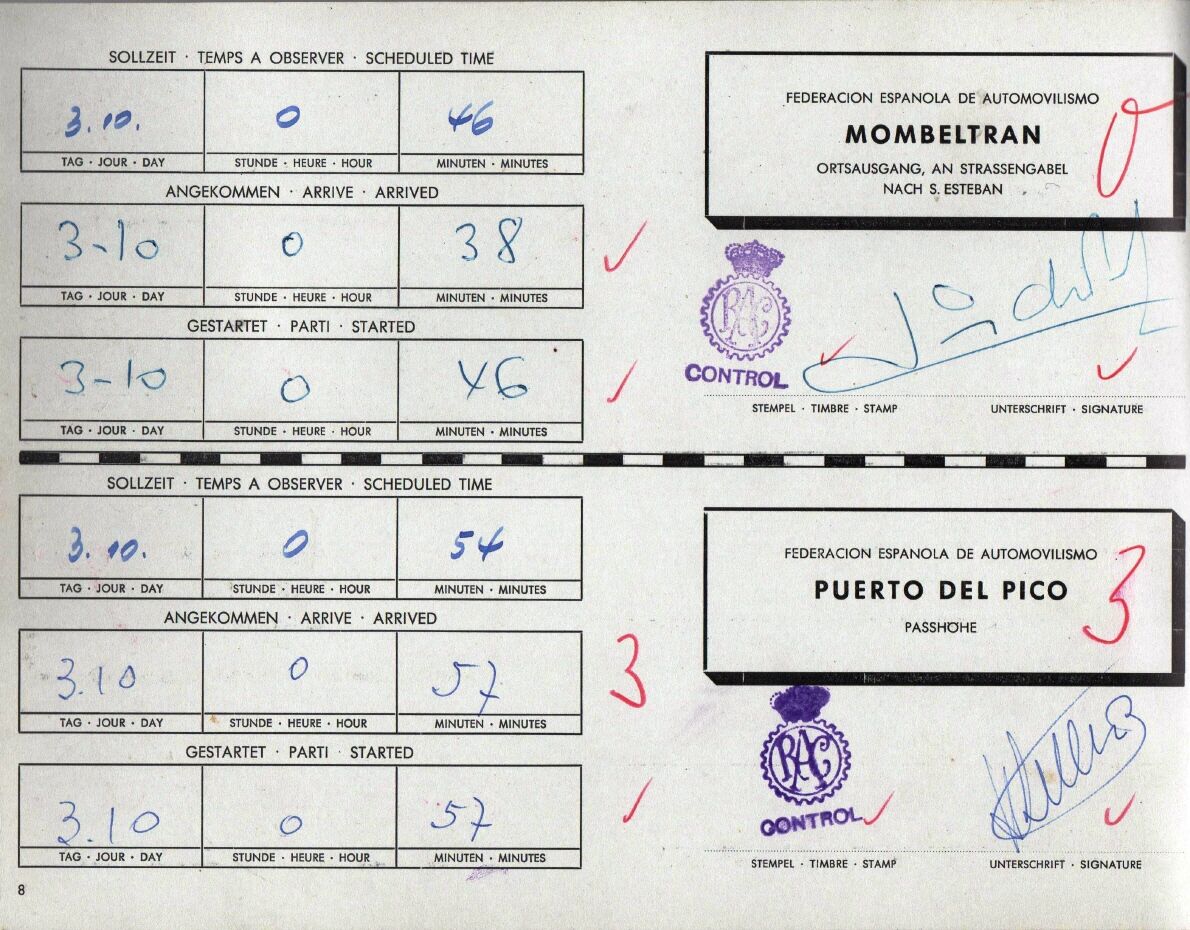 SOLLZEIT · TEMPS A OBSERVER · SCHEDULED TIME
3.10. 0 46
TAG · JOUR · DAY STUNDE · HEURE · HOUR MINUTEN · MINUTES
ANGEKOMMEN · ARRIVE · ARRIVED
3-10 0 38
TAG · JOUR · DAY STUNDE · HEURE · HOUR MINUTEN · MINUTES
GESTARTET · PARTI · STARTED
3-10 0 46
TAG · JOUR · DAY STUNDE · HEURE · HOUR MINUTEN · MINUTES
FEDERACION ESPANOLA DE AUTOMOVILISMO
MOMBELTRAN
0
ORTSAUSGANG, AN STRASSENGABEL
NACH S. ESTEBAN
RAC
CONTROL
STEMPEL · TIMBRE · STAMP UNTERSCHRIFT · SIGNATURE
SOLLZEIT · TEMPS A OBSERVER · SCHEDULED TIME
3.10. 0 54
TAG · JOUR · DAY STUNDE · HEURE · HOUR MINUTEN · MINUTES
ANGEKOMMEN · ARRIVE · ARRIVED
3.10 0 57 3
TAG · JOUR · DAY STUNDE · HEURE · HOUR MINUTEN · MINUTES
GESTARTET · PARTI · STARTED
3.10 0 57
TAG · JOUR · DAY STUNDE · HEURE · HOUR MINUTEN · MINUTES
FEDERACION ESPANOLA DE AUTOMOVILISMO
PUERTO DEL PICO
3
PASSHÖHE
RAC
CONTROL
STEMPEL · TIMBRE · STAMP UNTERSCHRIFT · SIGNATURE
8